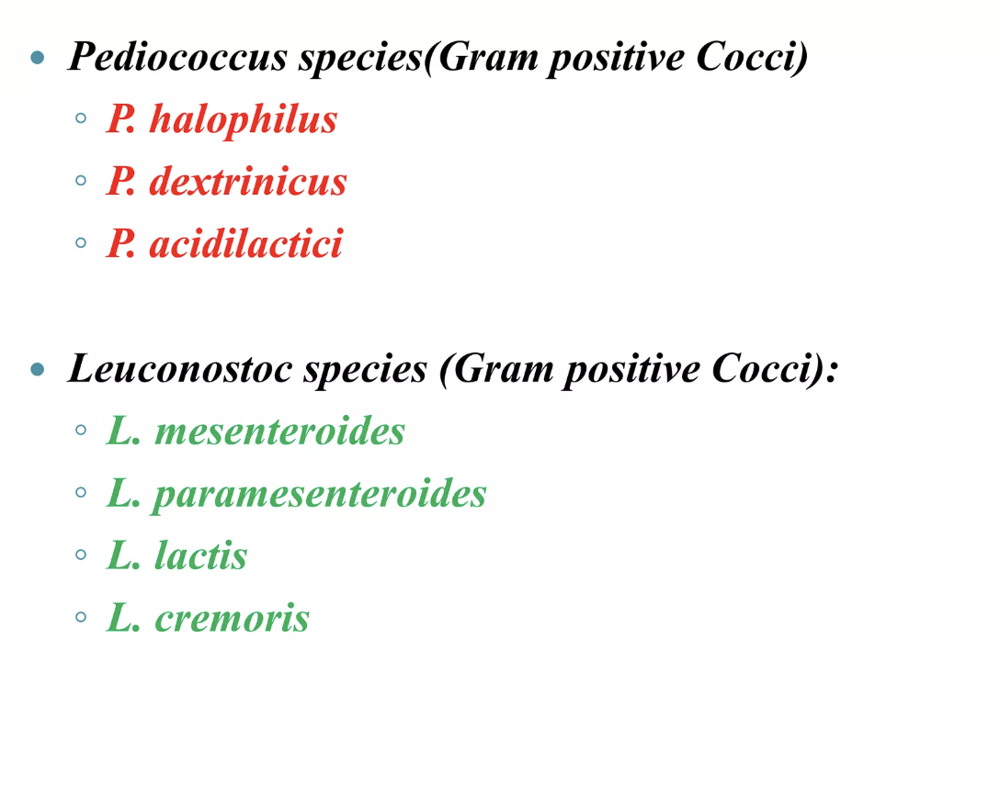 • Pediococcus species(Gram positive Cocci)
◦ P. halophilus
◦ P. dextrinicus
◦ P. acidilactici
• Leuconostoc species (Gram positive Cocci):
◦ L. mesenteroides
◦ L. paramesenteroides
◦ L. lactis
◦ L. cremoris